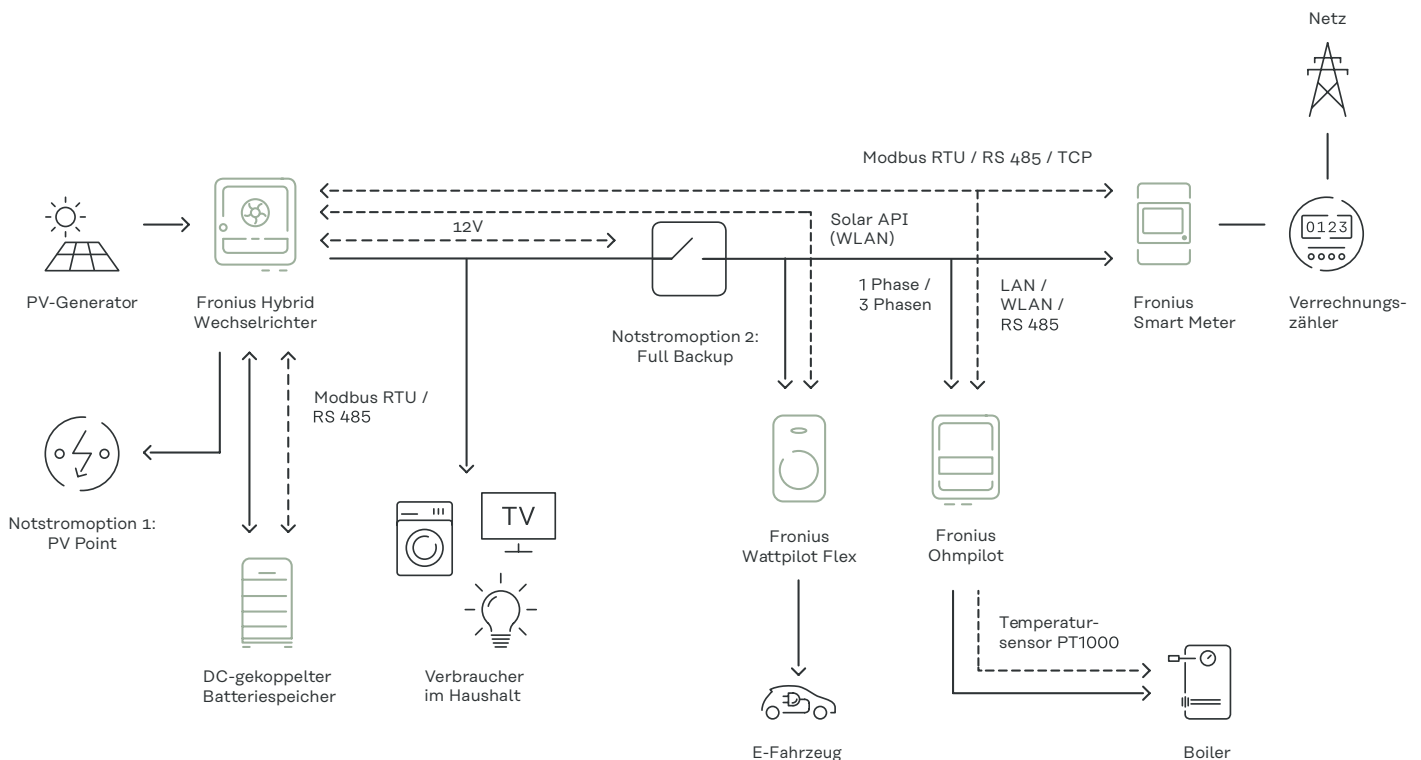 Netz
Modbus RTU / RS 485 / TCP
12V
Solar API
(WLAN)
0123
PV-Generator
Fronius Hybrid
Wechselrichter
1 Phase /
3 Phasen
LAN /
WLAN /
RS 485
Fronius
Smart Meter
Verrechnungs-
zähler
Notstromoption 2:
Full Backup
Modbus RTU /
RS 485
Notstromoption 1:
PV Point
TV
Fronius
Wattpilot Flex
Fronius
Ohmpilot
Temperatur-
sensor PT1000
DC-gekoppelter
Batteriespeicher
Verbraucher
im Haushalt
E-Fahrzeug
Boiler